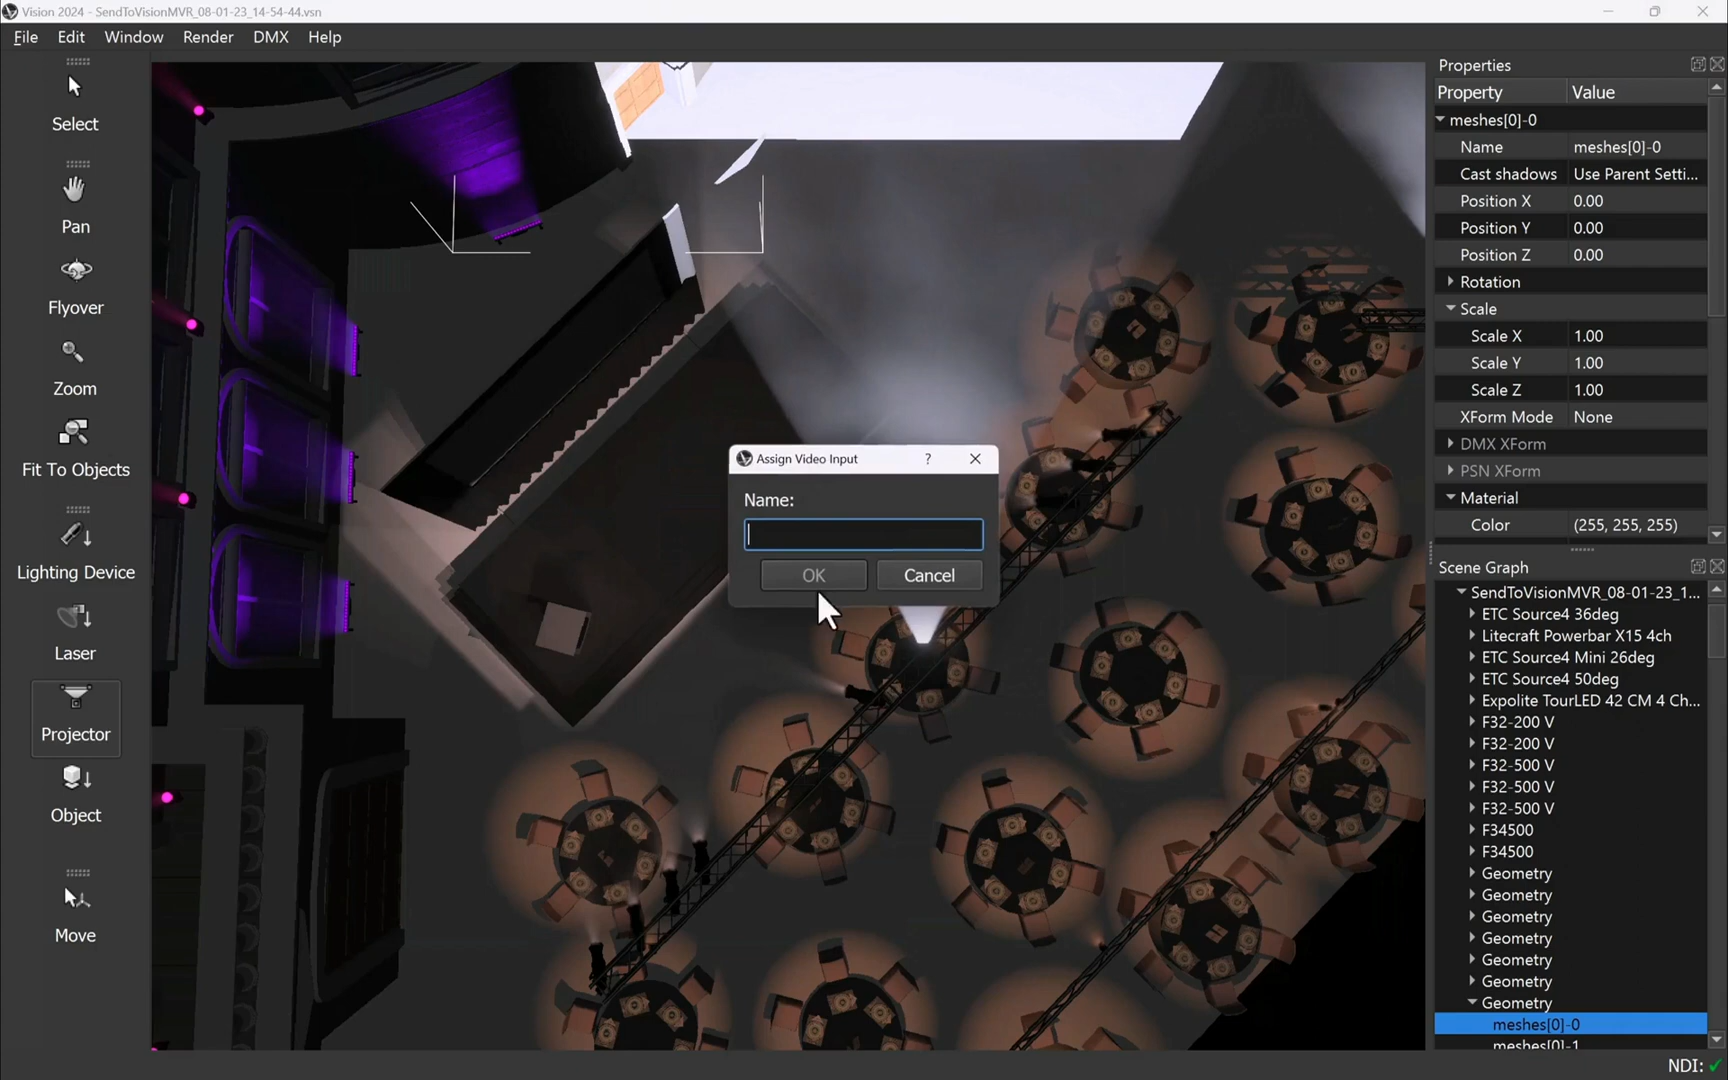 Vision 2024 - SendToVisionMVR_08-01-23_14-54-44.vsn
File Edit Window Render DMX Help
Select
Pan
Flyover
Zoom
Fit To Objects
Lighting Device
Laser
Projector
Object
Move
Assign Video Input ?
Name:
OK Cancel
Properties
Property Value
meshes[0]-0
Name meshes[0]-0
Cast shadows Use Parent Setti...
Position X 0.00
Position Y 0.00
Position Z 0.00
Rotation
Scale
Scale X 1.00
Scale Y 1.00
Scale Z 1.00
XForm Mode None
DMX XForm
PSN XForm
Material
Color (255, 255, 255)
Scene Graph
SendToVisionMVR_08-01-23_1...
ETC Source4 36deg
Litecraft Powerbar X15 4ch
ETC Source4 Mini 26deg
ETC Source4 50deg
Expolite TourLED 42 CM 4 Ch...
F32-200 V
F32-200 V
F32-500 V
F32-500 V
F32-500 V
F34500
F34500
Geometry
Geometry
Geometry
Geometry
Geometry
Geometry
Geometry
meshes[0]-0
meshes[0]-1
NDI: ✓